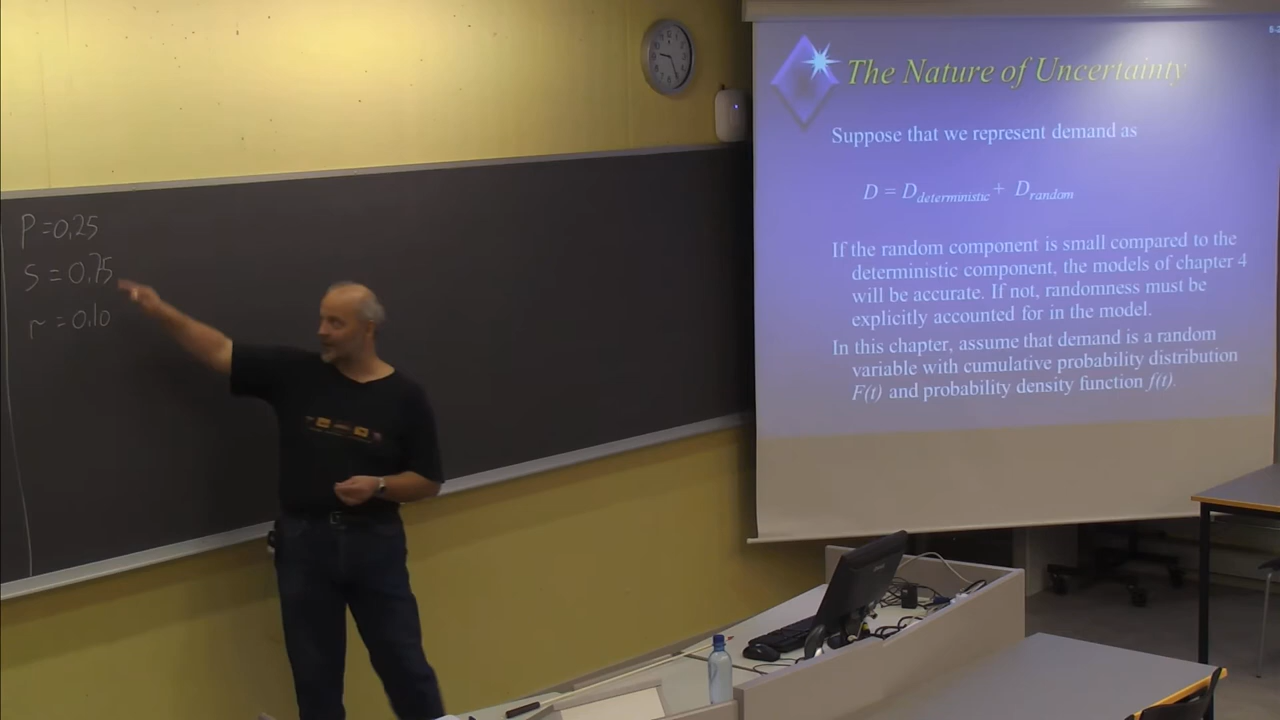 P=0,25
S=0,75
r=0,10
The Nature of Uncertainty
Suppose that we represent demand as
D = Ddeterministic + Drandom
If the random component is small compared to the
deterministic component, the models of chapter 4
will be accurate. If not, randomness must be
explicitly accounted for in the model.
In this chapter, assume that demand is a random
variable with cumulative probability distribution
F(t) and probability density function f(t).